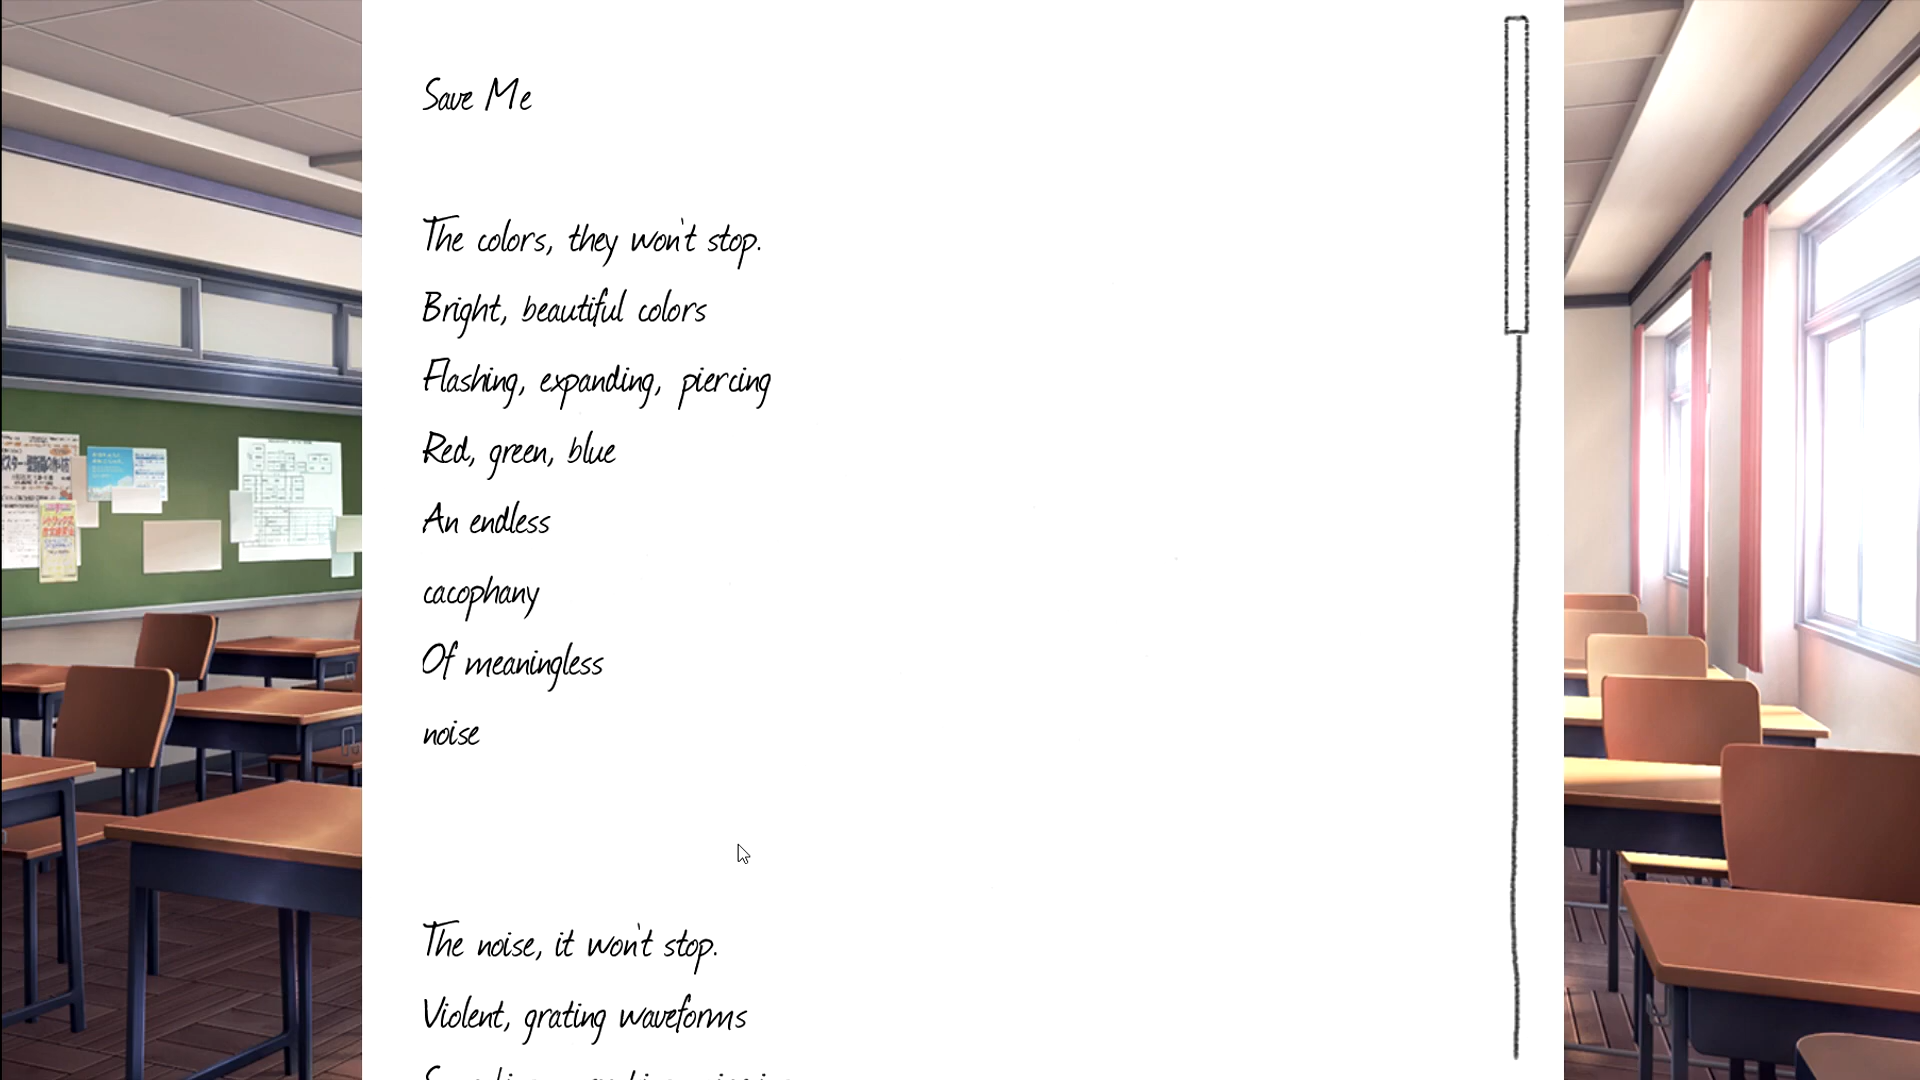 Save Me
The colors, they won't stop.
Bright, beautiful colors
Flashing, expanding, piercing
Red, green, blue
An endless
cacophany
Of meaningless
noise
The noise, it won't stop.
Violent, grating waveforms